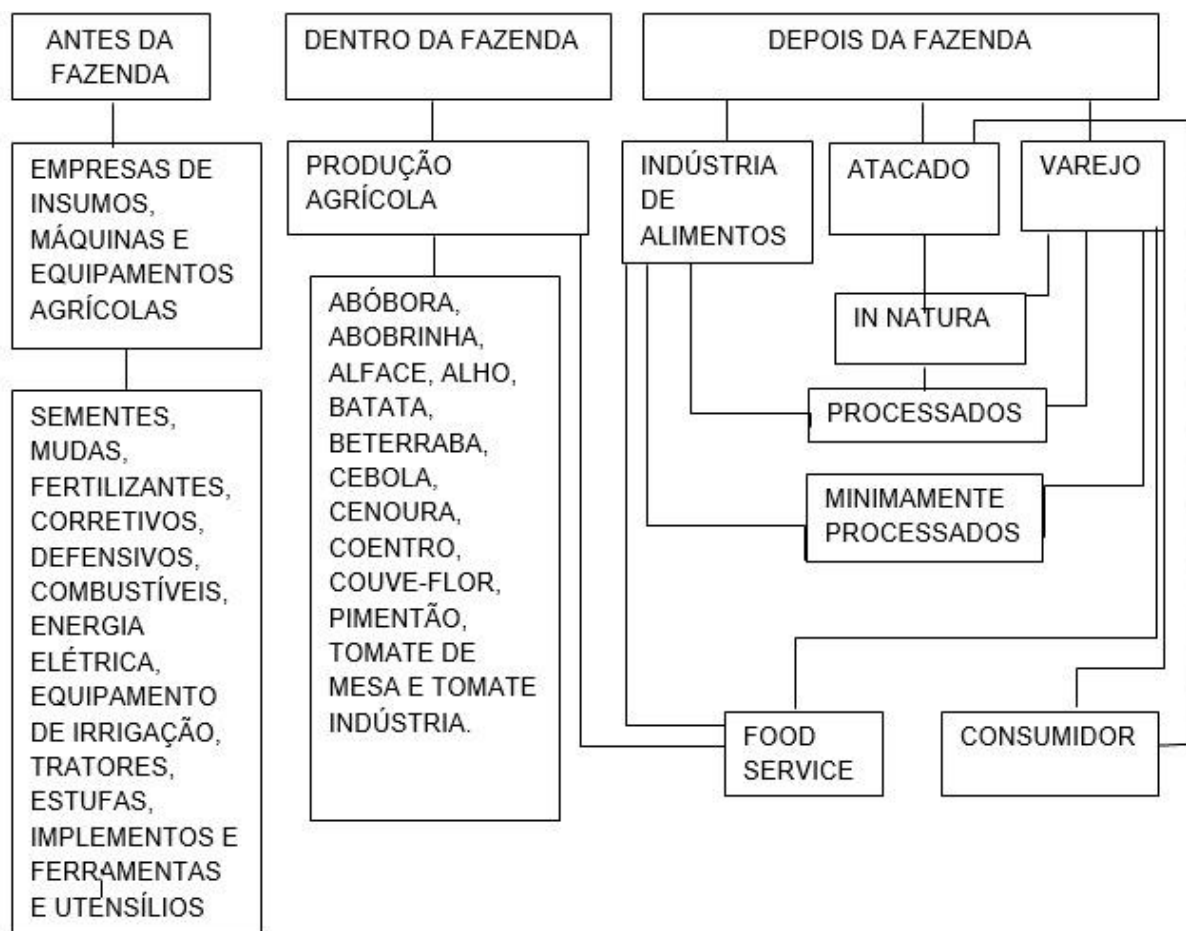 ANTES DA
FAZENDA
DENTRO DA FAZENDA
DEPOIS DA FAZENDA
EMPRESAS DE
INSUMOS,
MÁQUINAS E
EQUIPAMENTOS
AGRÍCOLAS
PRODUÇÃO
AGRÍCOLA
INDÚSTRIA
DE
ALIMENTOS
ATACADO
VAREJO
SEMENTES,
MUDAS,
FERTILIZANTES,
CORRETIVOS,
DEFENSIVOS,
COMBUSTÍVEIS,
ENERGIA
ELÉTRICA,
EQUIPAMENTO
DE IRRIGAÇÃO,
TRATORES,
ESTUFAS,
IMPLEMENTOS E
FERRAMENTAS
E UTENSÍLIOS
ABÓBORA,
ABOBRINHA,
ALFACE, ALHO,
BATATA,
BETERRABA,
CEBOLA,
CENOURA,
COENTRO,
COUVE-FLOR,
PIMENTÃO,
TOMATE DE
MESA E TOMATE
INDÚSTRIA.
IN NATURA
PROCESSADOS
MINIMAMENTE
PROCESSADOS
FOOD
SERVICE
CONSUMIDOR